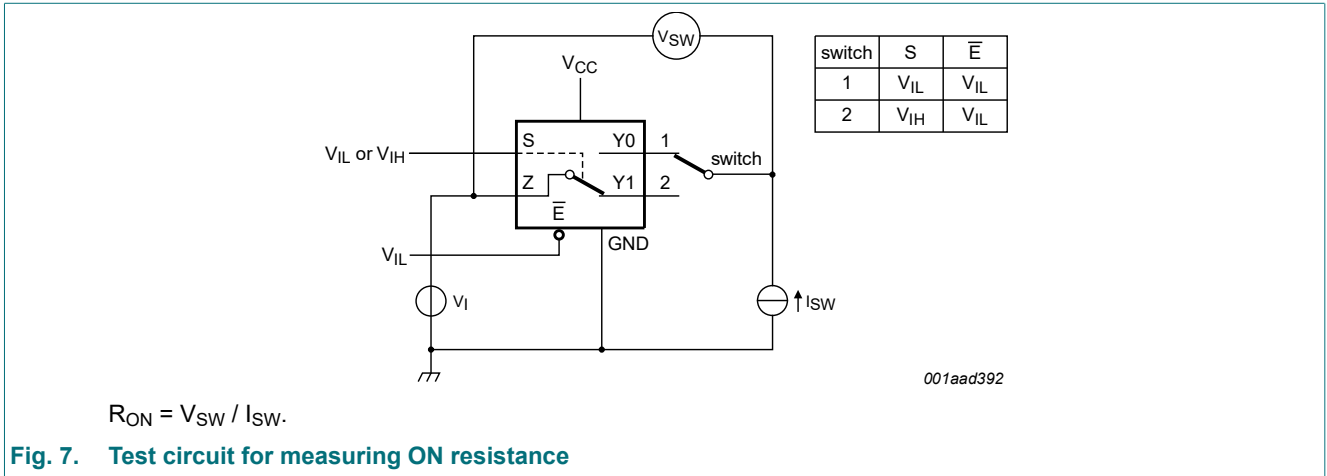 VSW
VCC
switch S E̅
1 VIL VIL
2 VIH VIL
S Y0 1
VIL or VIH
switch
Z Y1 2
E̅
GND
VIL
VI
ISW
001aad392
RON = VSW / ISW.
Fig. 7. Test circuit for measuring ON resistance